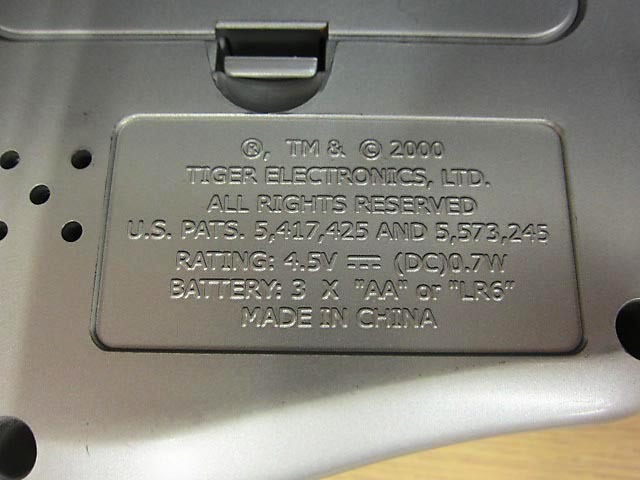 ®, TM & © 2000
TIGER ELECTRONICS, LTD.
ALL RIGHTS RESERVED
U.S. PATS. 5,417,425 AND 5,573,245
RATING: 4.5V ⎓ (DC)0.7W
BATTERY: 3 X "AA" or "LR6"
MADE IN CHINA